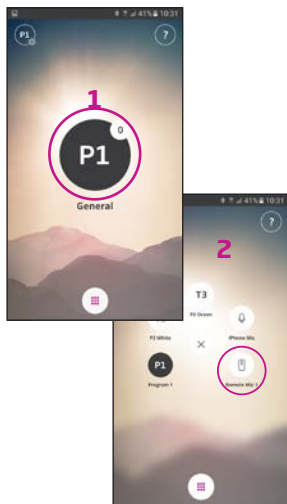 41% 10:31
P1
?
1
0
P1
General
41% 10:31
?
2
T3
P3 Ocean
P2 White
iPhone Mic
P1
Program 1
Remote Mic 1